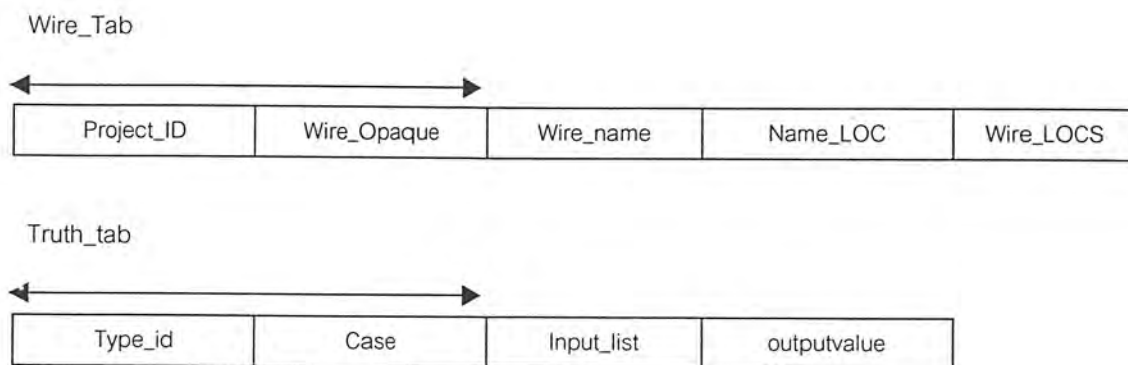 Wire_Tab
Project_ID Wire_Opaque Wire_name Name_LOC Wire_LOCS
Truth_tab
Type_id Case Input_list outputvalue